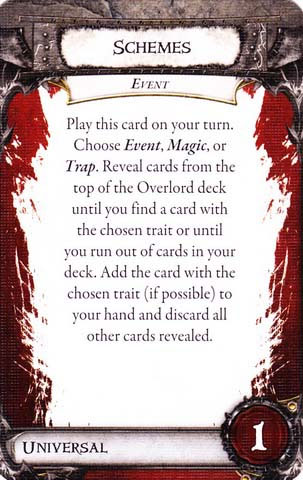 Schemes
Event
Play this card on your turn.
Choose Event, Magic, or
Trap. Reveal cards from the
top of the Overlord deck
until you find a card with
the chosen trait or until
you run out of cards in your
deck. Add the card with the
chosen trait (if possible) to
your hand and discard all
other cards revealed.
Universal
1